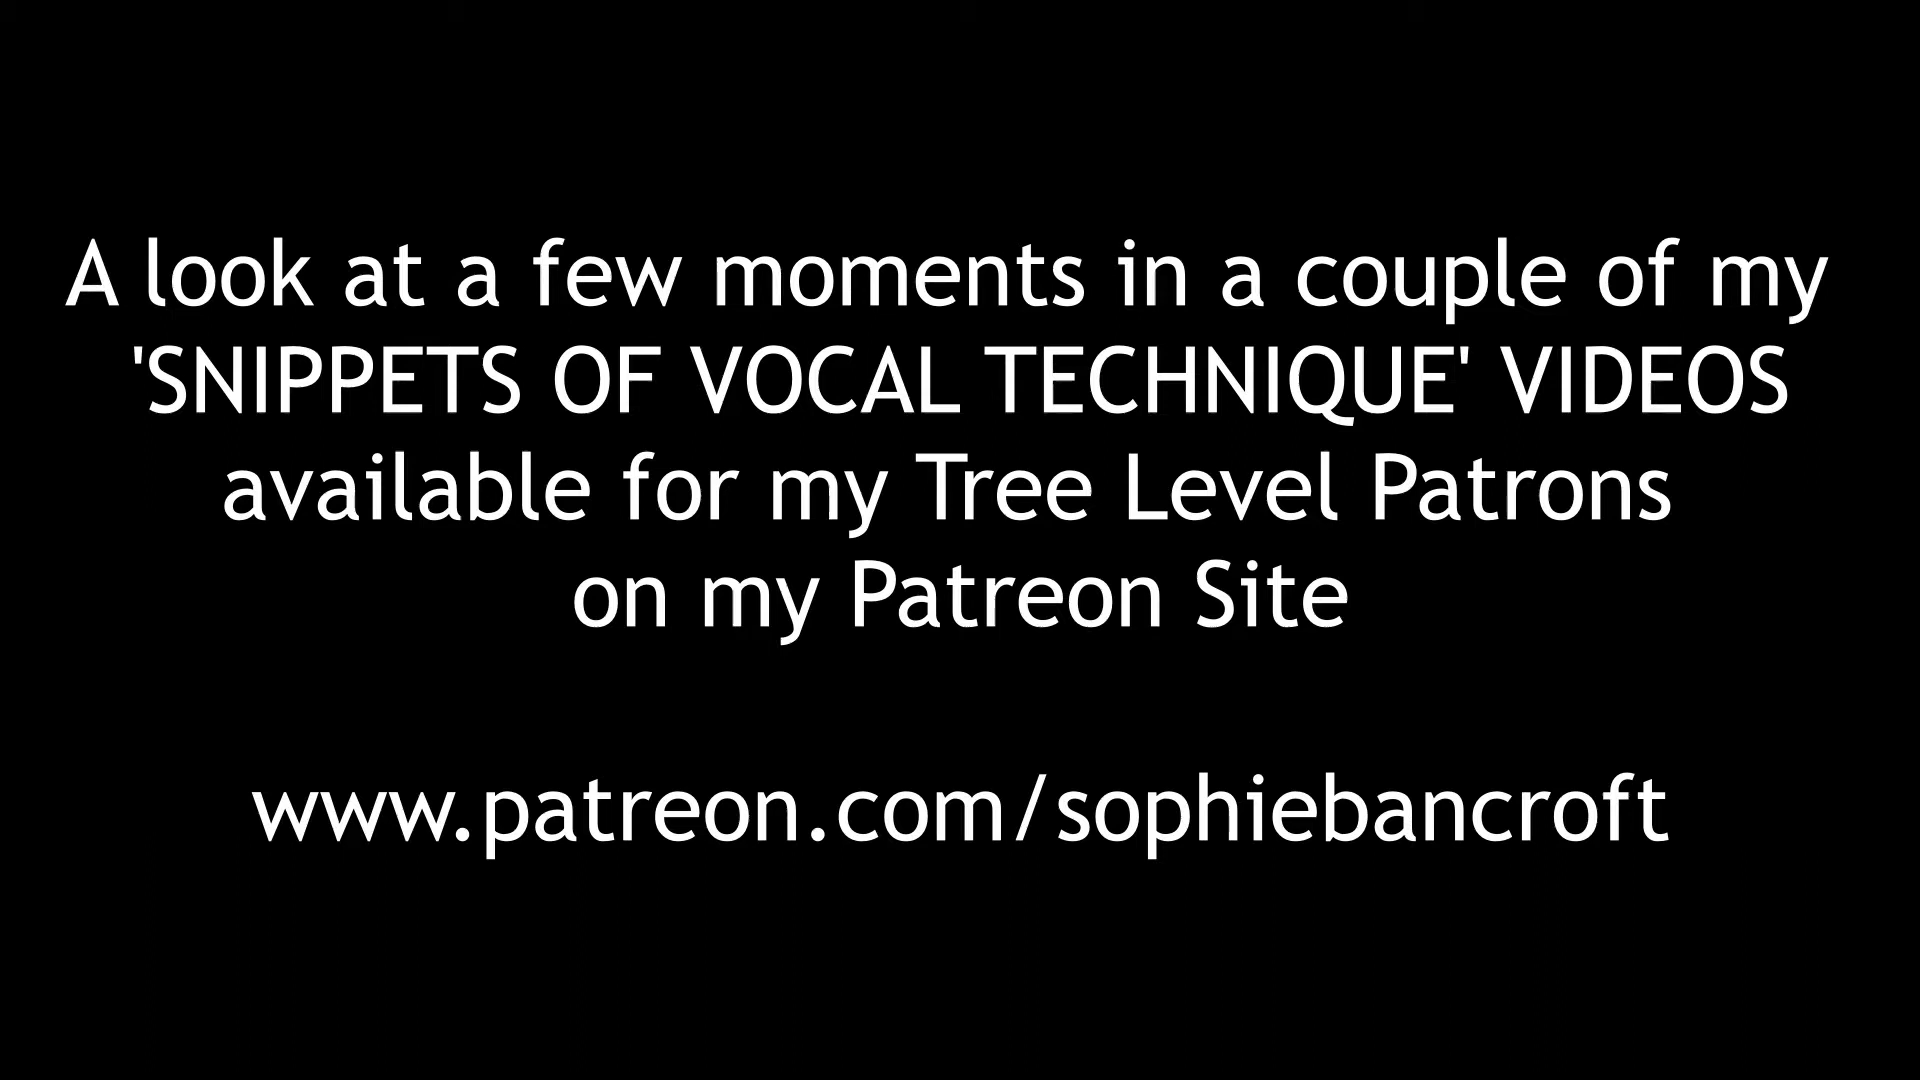 A look at a few moments in a couple of my
'SNIPPETS OF VOCAL TECHNIQUE' VIDEOS
available for my Tree Level Patrons
on my Patreon Site
www.patreon.com/sophiebancroft